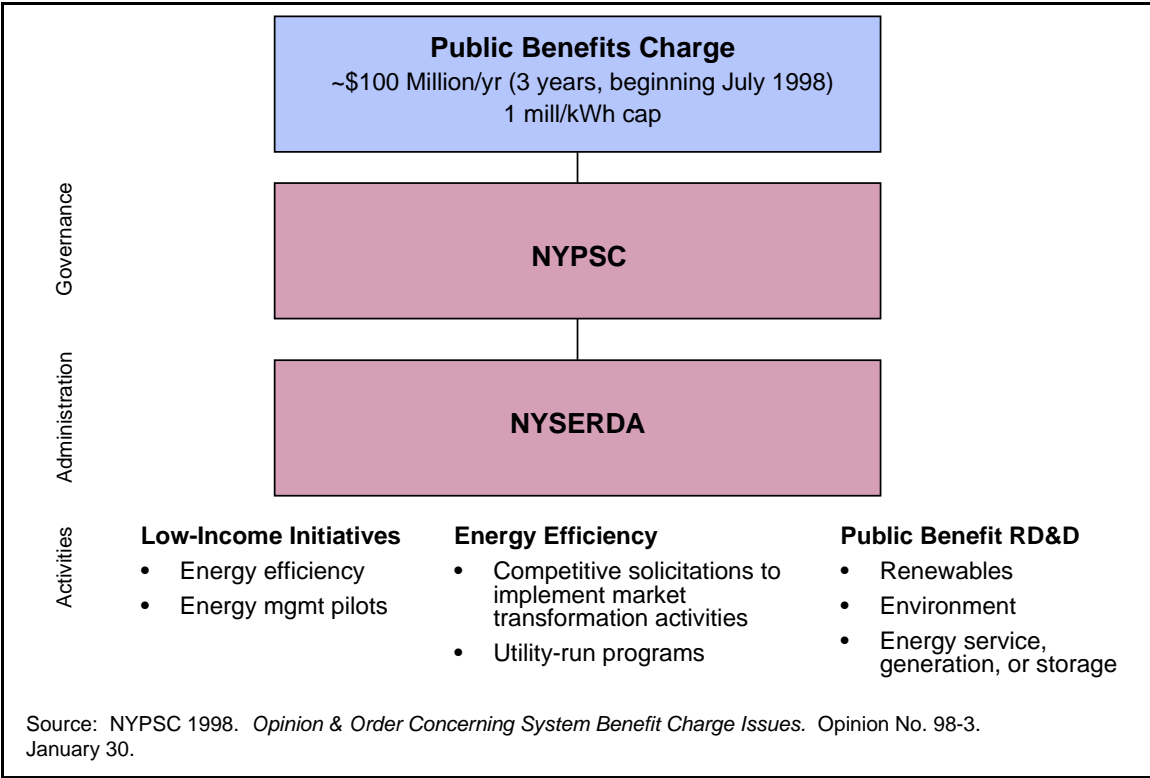 Public Benefits Charge
~$100 Million/yr (3 years, beginning July 1998)
1 mill/kWh cap
Governance
NYPSC
Administration
NYSERDA
Activities
Low-Income Initiatives
• Energy efficiency
• Energy mgmt pilots
Energy Efficiency
• Competitive solicitations to
implement market
transformation activities
• Utility-run programs
Public Benefit RD&D
• Renewables
• Environment
• Energy service,
generation, or storage
Source: NYPSC 1998. Opinion & Order Concerning System Benefit Charge Issues. Opinion No. 98-3.
January 30.